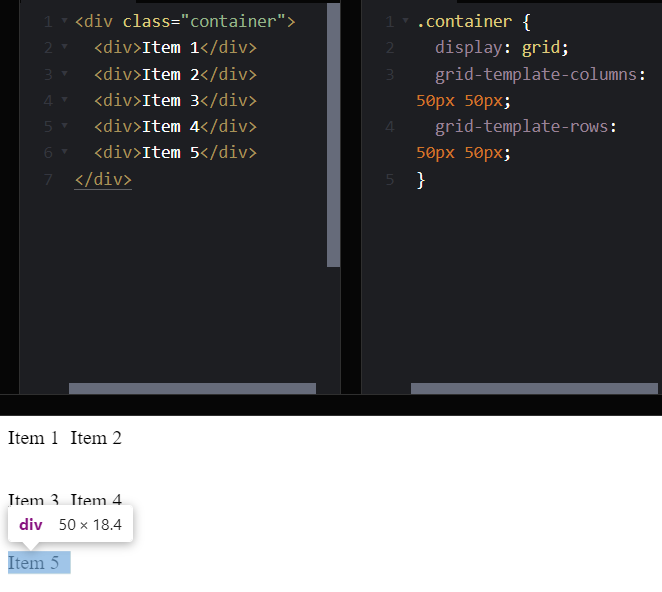 1 <div class="container">
2 <div>Item 1</div>
3 <div>Item 2</div>
4 <div>Item 3</div>
5 <div>Item 4</div>
6 <div>Item 5</div>
7 </div>
1 .container {
2 display: grid;
3 grid-template-columns:
50px 50px;
4 grid-template-rows:
50px 50px;
5 }
Item 1 Item 2
Item 3 Item 4
div 50 × 18.4
Item 5